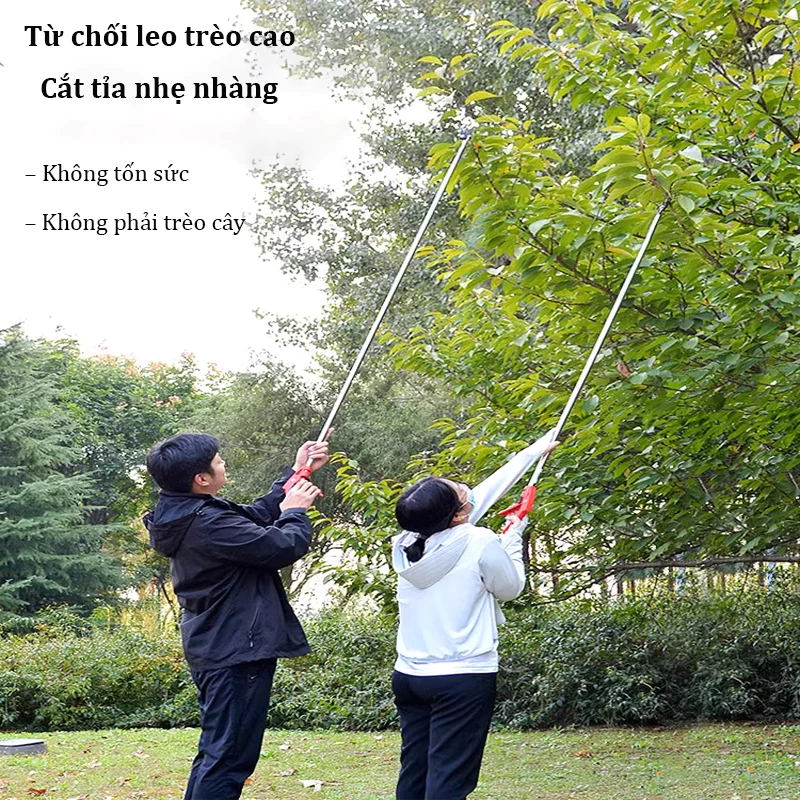 Từ chối leo trèo cao
Cắt tỉa nhẹ nhàng
– Không tốn sức
– Không phải trèo cây